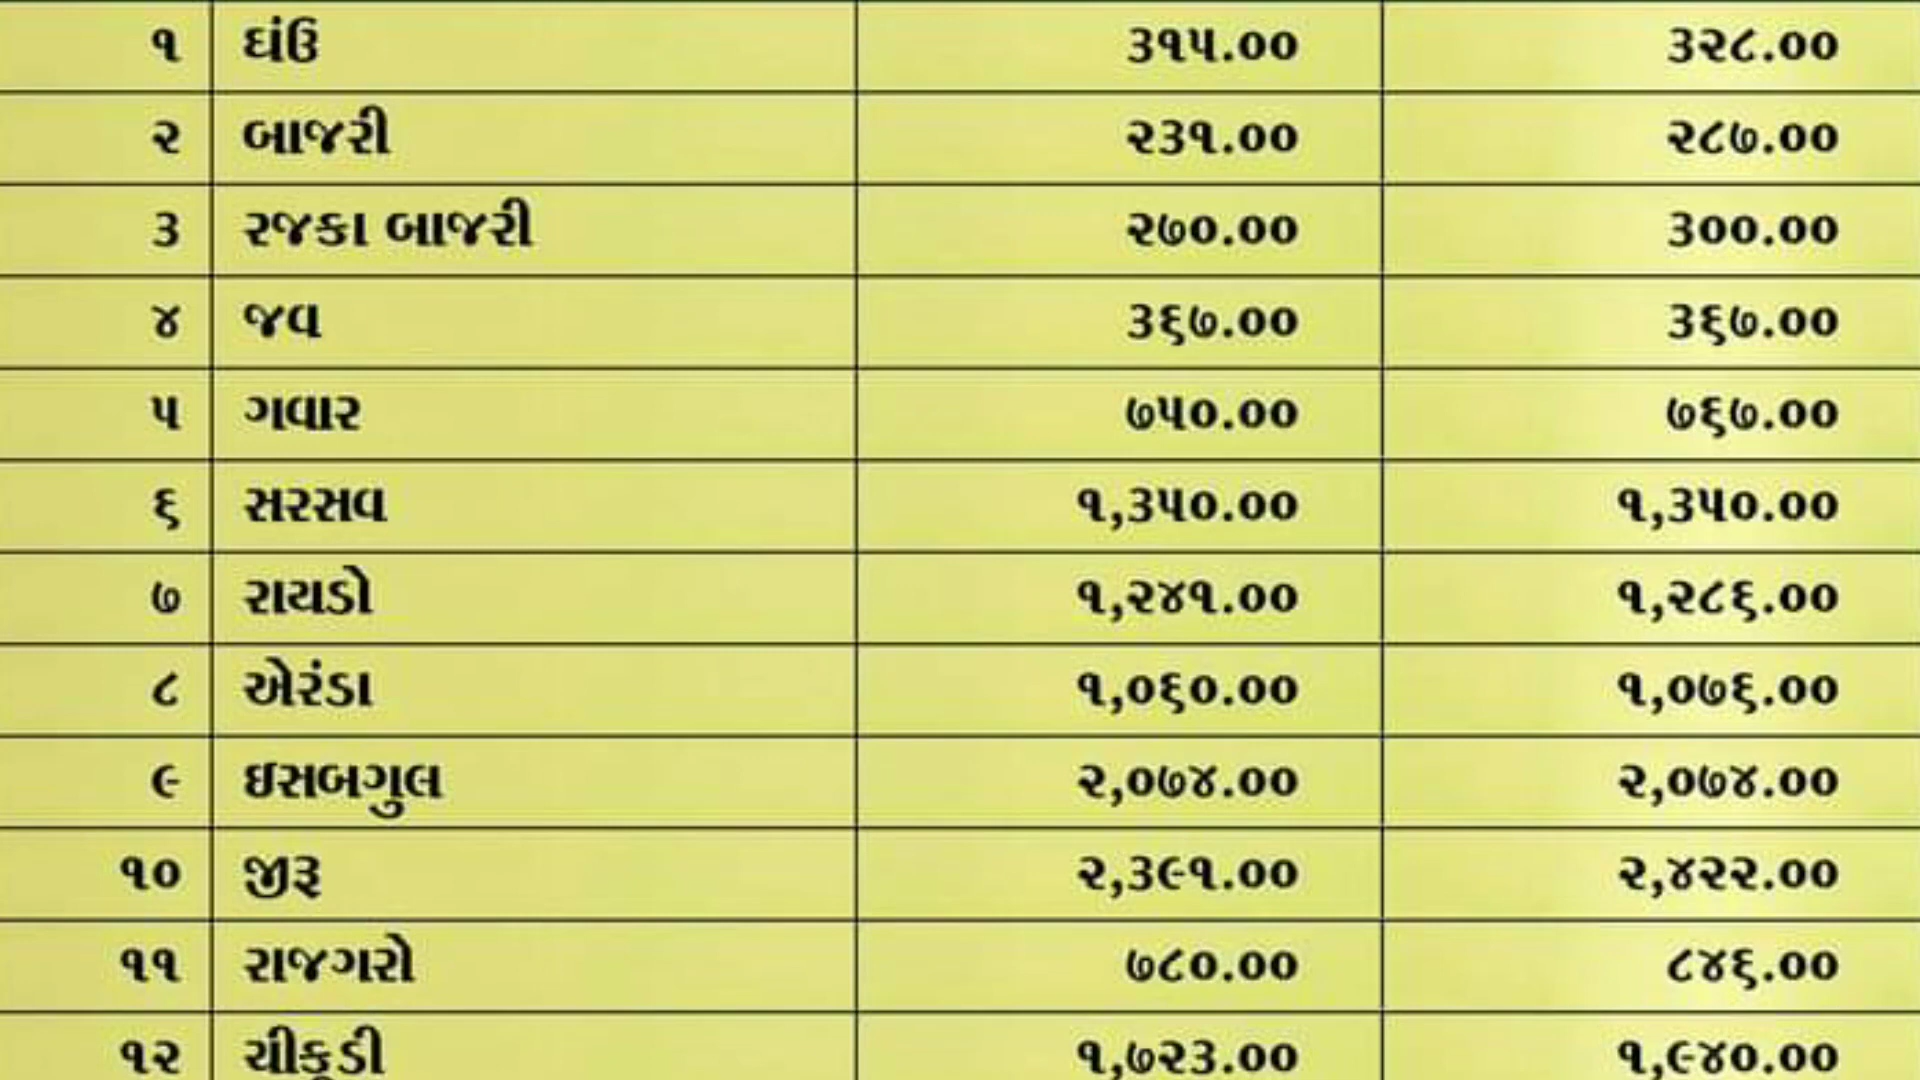 ૧ ઘંઉ ૩૧૫.૦૦ ૩૨૮.૦૦
૨ બાજરી ૨૩૧.૦૦ ૨૮૭.૦૦
૩ રજકા બાજરી ૨૭૦.૦૦ ૩૦૦.૦૦
૪ જવ ૩૬૭.૦૦ ૩૬૭.૦૦
૫ ગવાર ૭૫૦.૦૦ ૭૬૭.૦૦
૬ સરસવ ૧,૩૫૦.૦૦ ૧,૩૫૦.૦૦
૭ રાયડો ૧,૨૪૧.૦૦ ૧,૨૮૬.૦૦
૮ એરંડા ૧,૦૬૦.૦૦ ૧,૦૭૬.૦૦
૯ ઇસબગુલ ૨,૦૭૪.૦૦ ૨,૦૭૪.૦૦
૧૦ જીરૂ ૨,૩૯૧.૦૦ ૨,૪૨૨.૦૦
૧૧ રાજગરો ૭૮૦.૦૦ ૮૪૬.૦૦
૧૨ ચીકુડી ૧,૭૨૩.૦૦ ૧,૯૪૦.૦૦